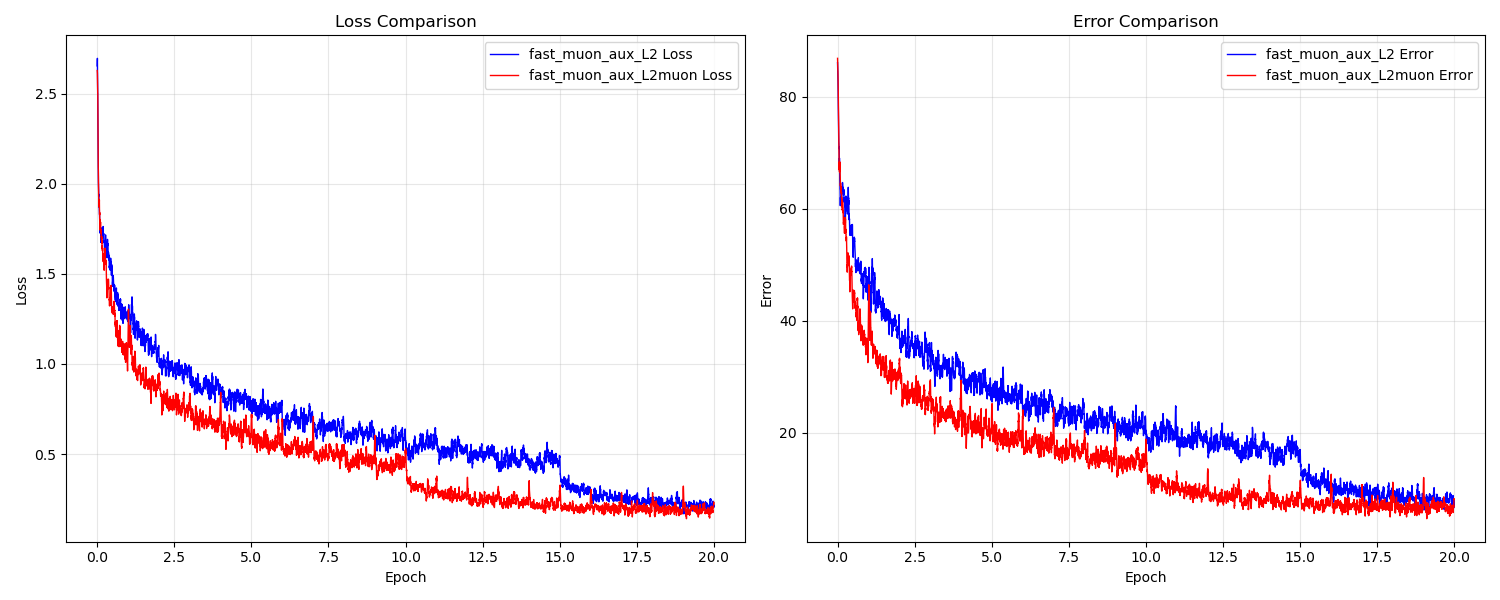 Loss Comparison
fast_muon_aux_L2 Loss
fast_muon_aux_L2muon Loss
Loss
2.5
2.0
1.5
1.0
0.5
0.0 2.5 5.0 7.5 10.0 12.5 15.0 17.5 20.0
Epoch
Error Comparison
fast_muon_aux_L2 Error
fast_muon_aux_L2muon Error
Error
80
60
40
20
0.0 2.5 5.0 7.5 10.0 12.5 15.0 17.5 20.0
Epoch